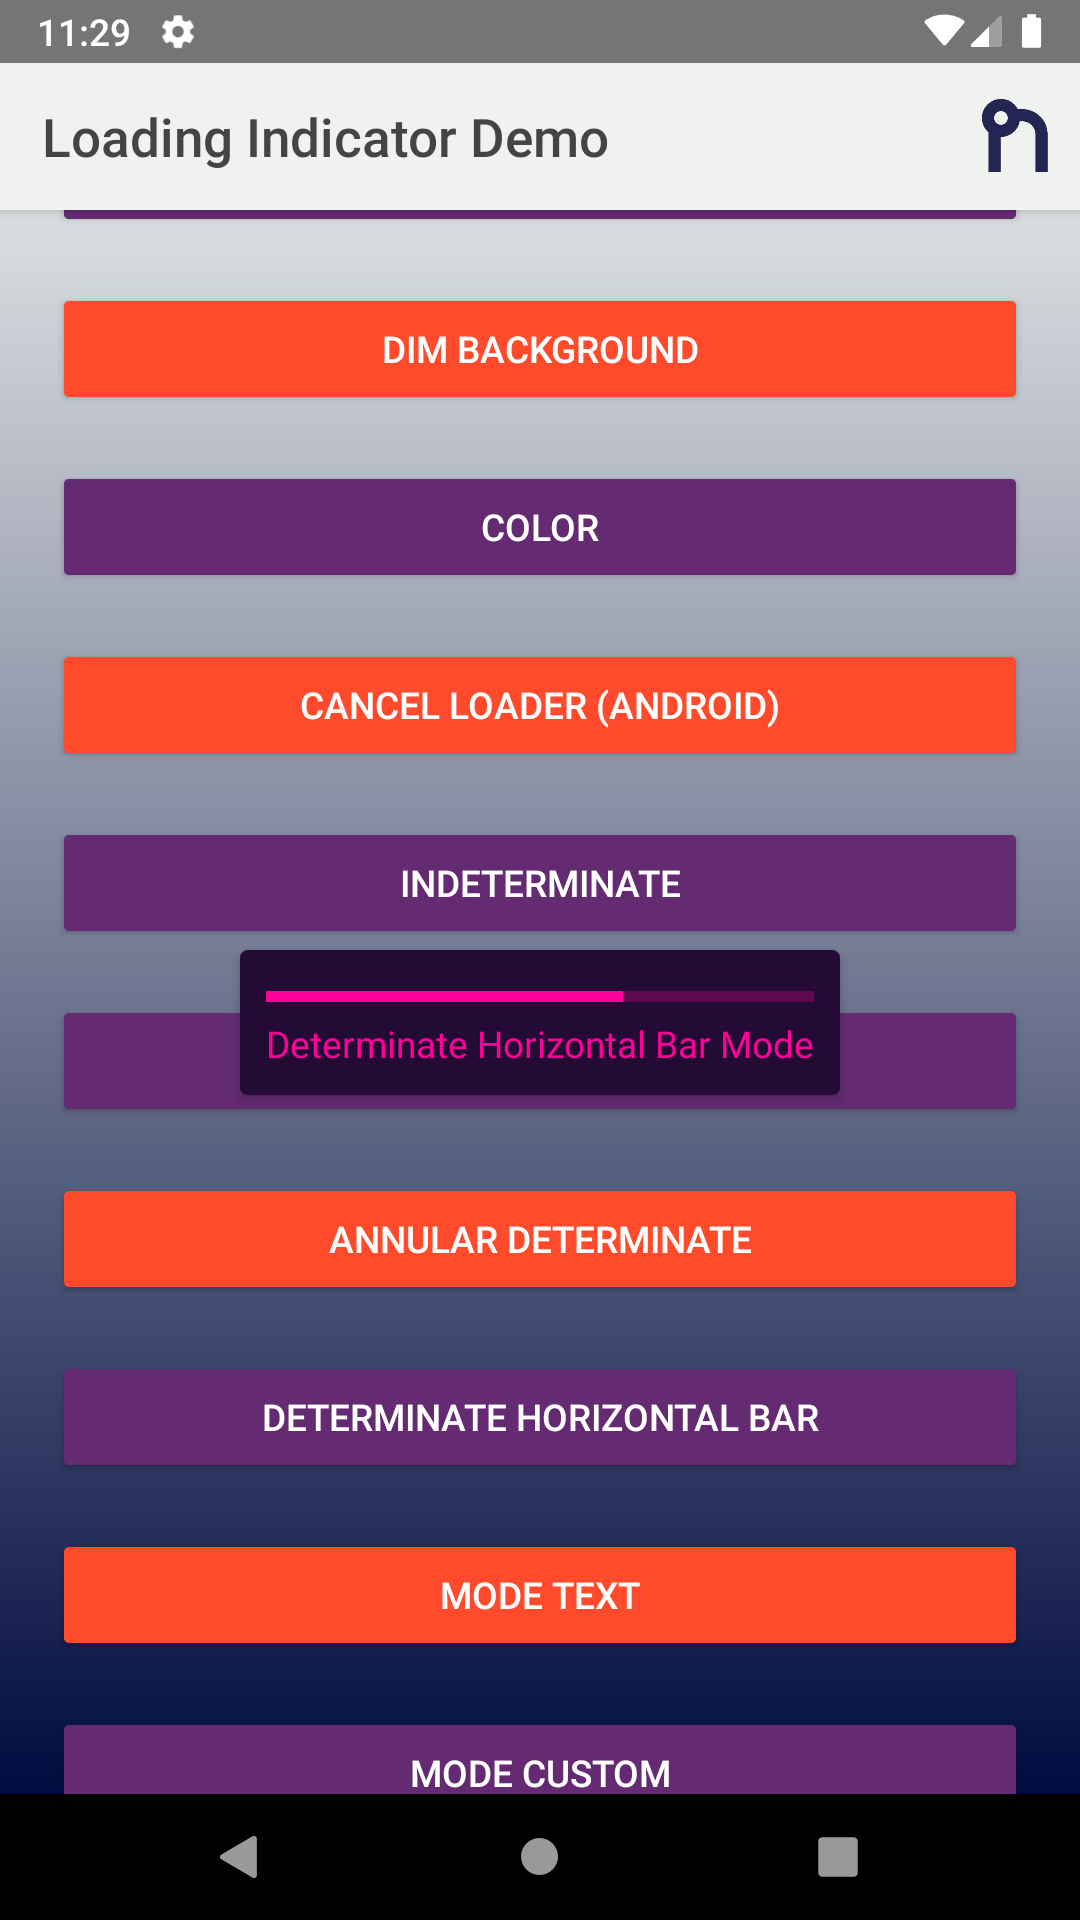 11:29
Loading Indicator Demo
DIM BACKGROUND
COLOR
CANCEL LOADER (ANDROID)
INDETERMINATE
Determinate Horizontal Bar Mode
ANNULAR DETERMINATE
DETERMINATE HORIZONTAL BAR
MODE TEXT
MODE CUSTOM